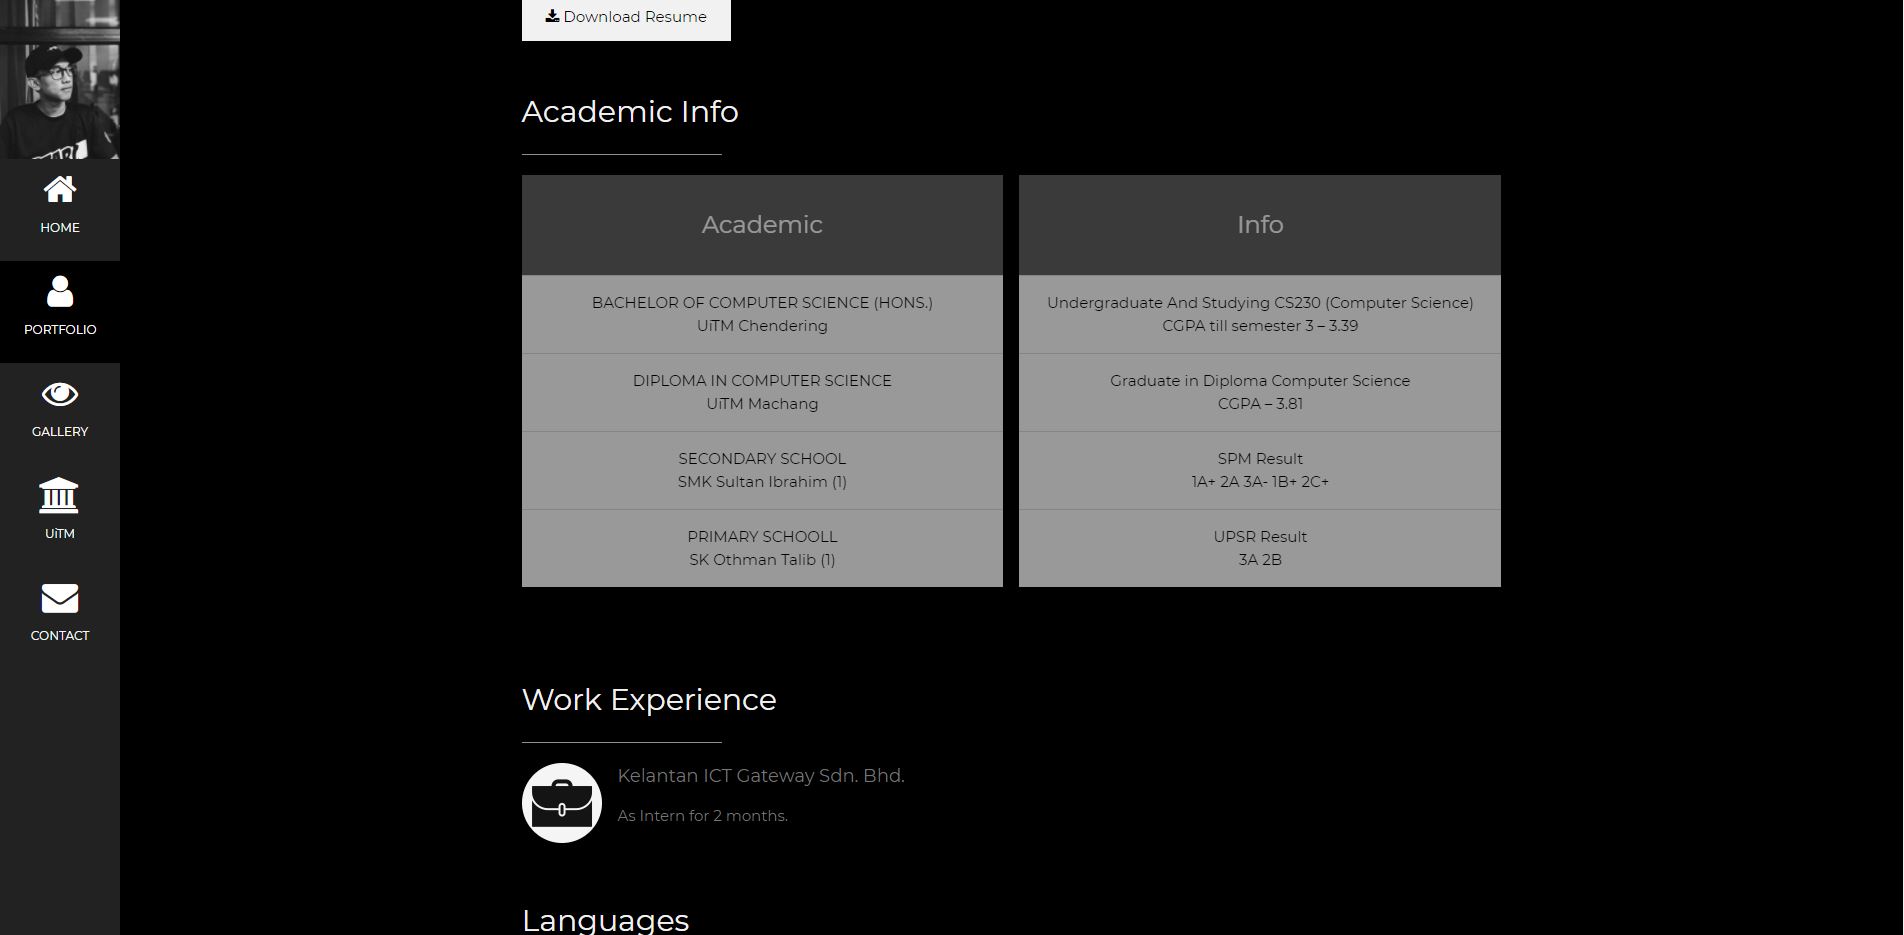 Download Resume
Academic Info
Academic
Info
BACHELOR OF COMPUTER SCIENCE (HONS.)
UiTM Chendering
Undergraduate And Studying CS230 (Computer Science)
CGPA till semester 3 – 3.39
DIPLOMA IN COMPUTER SCIENCE
UiTM Machang
Graduate in Diploma Computer Science
CGPA – 3.81
SECONDARY SCHOOL
SMK Sultan Ibrahim (1)
SPM Result
1A+ 2A 3A- 1B+ 2C+
PRIMARY SCHOOLL
SK Othman Talib (1)
UPSR Result
3A 2B
Work Experience
Kelantan ICT Gateway Sdn. Bhd.
As Intern for 2 months.
Languages
HOME
PORTFOLIO
GALLERY
UiTM
CONTACT